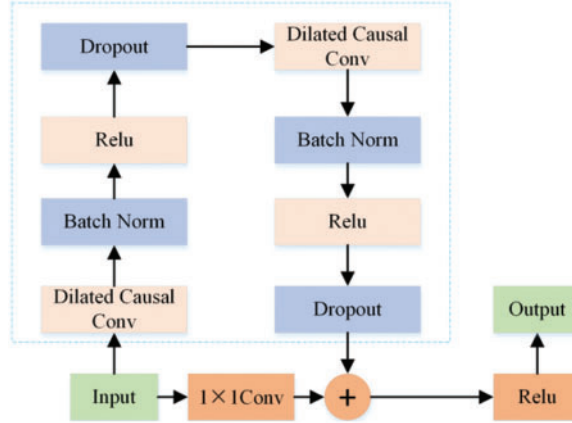 Dropout
Dilated Causal
Conv
Relu
Batch Norm
Batch Norm
Relu
Dilated Causal
Conv
Dropout
Output
Input
1×1Conv
+
Relu